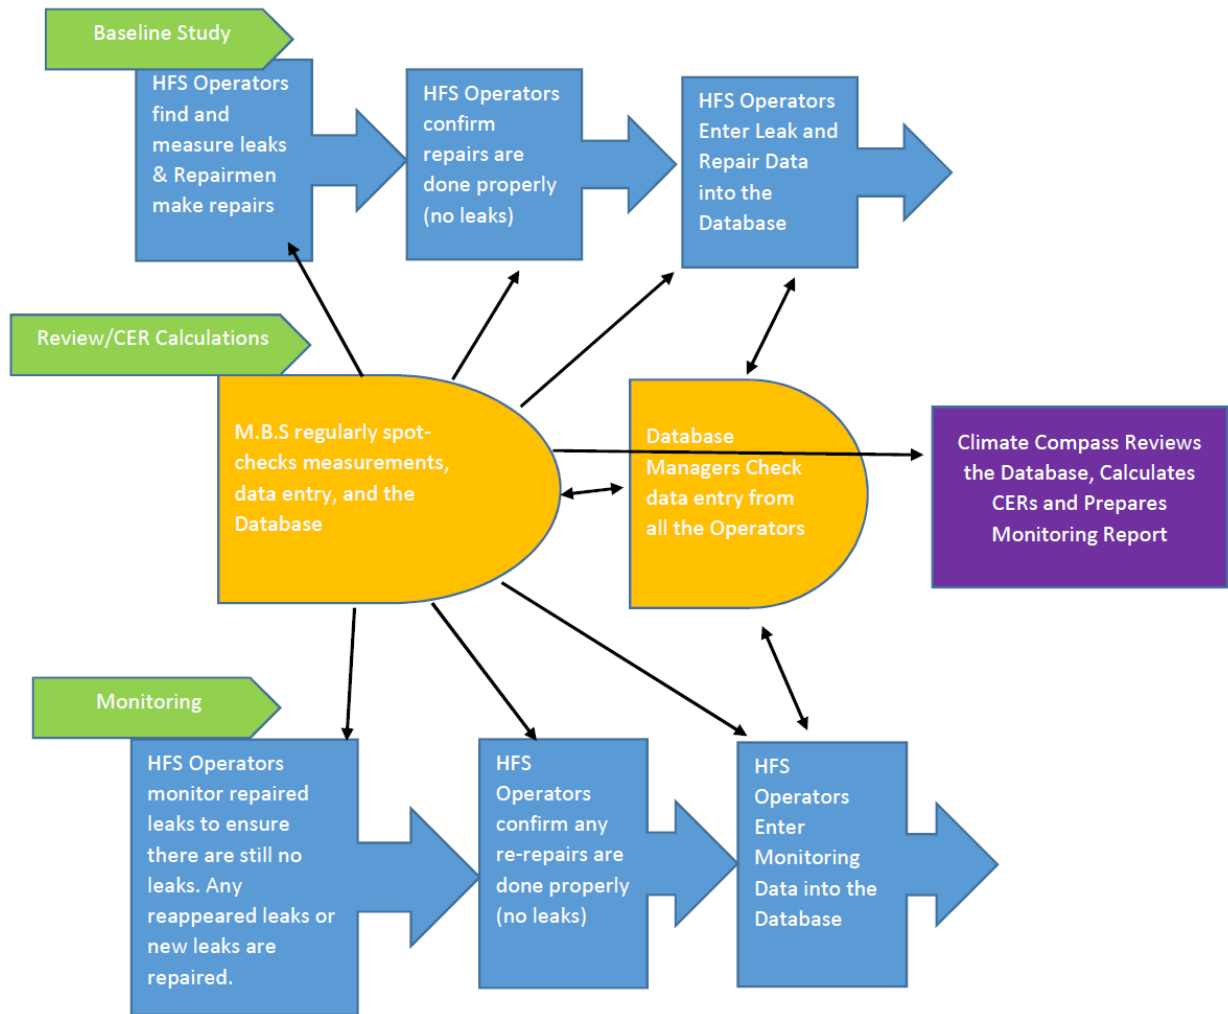 Baseline Study
HFS Operators
find and
measure leaks
& Repairmen
make repairs
HFS Operators
confirm
repairs are
done properly
(no leaks)
HFS Operators
Enter Leak and
Repair Data
into the
Database
Review/CER Calculations
M.B.S regularly spot-
checks measurements,
data entry, and the
Database
Database
Managers Check
data entry from
all the Operators
Climate Compass Reviews
the Database, Calculates
CERs and Prepares
Monitoring Report
Monitoring
HFS Operators
monitor repaired
leaks to ensure
there are still no
leaks. Any
reappeared leaks or
new leaks are
repaired.
HFS
Operators
confirm any
re-repairs are
done properly
(no leaks)
HFS
Operators
Enter
Monitoring
Data into the
Database